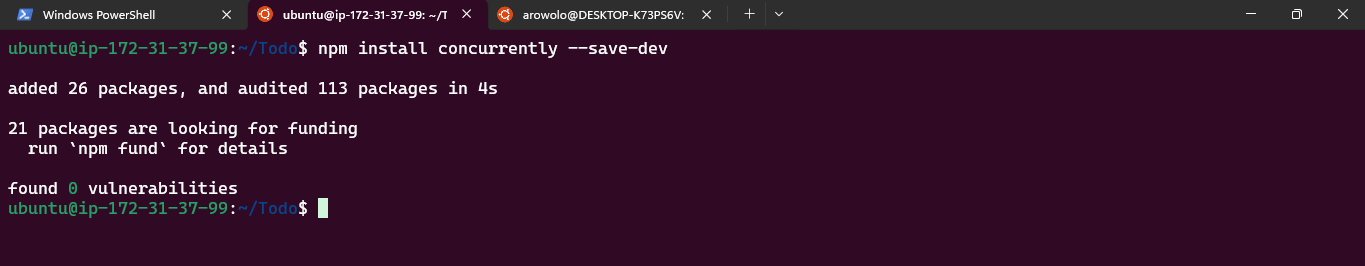 Windows PowerShell
ubuntu@ip-172-31-37-99: ~/T
arowolo@DESKTOP-K73PS6V:
ubuntu@ip-172-31-37-99:~/Todo$ npm install concurrently --save-dev
added 26 packages, and audited 113 packages in 4s
21 packages are looking for funding
run `npm fund` for details
found 0 vulnerabilities
ubuntu@ip-172-31-37-99:~/Todo$